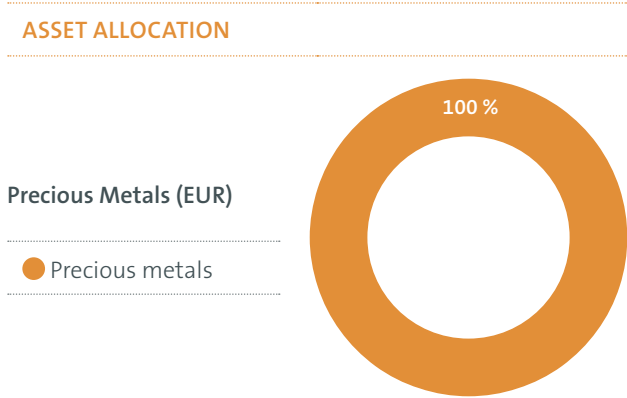 ASSET ALLOCATION
100 %
Precious Metals (EUR)
Precious metals